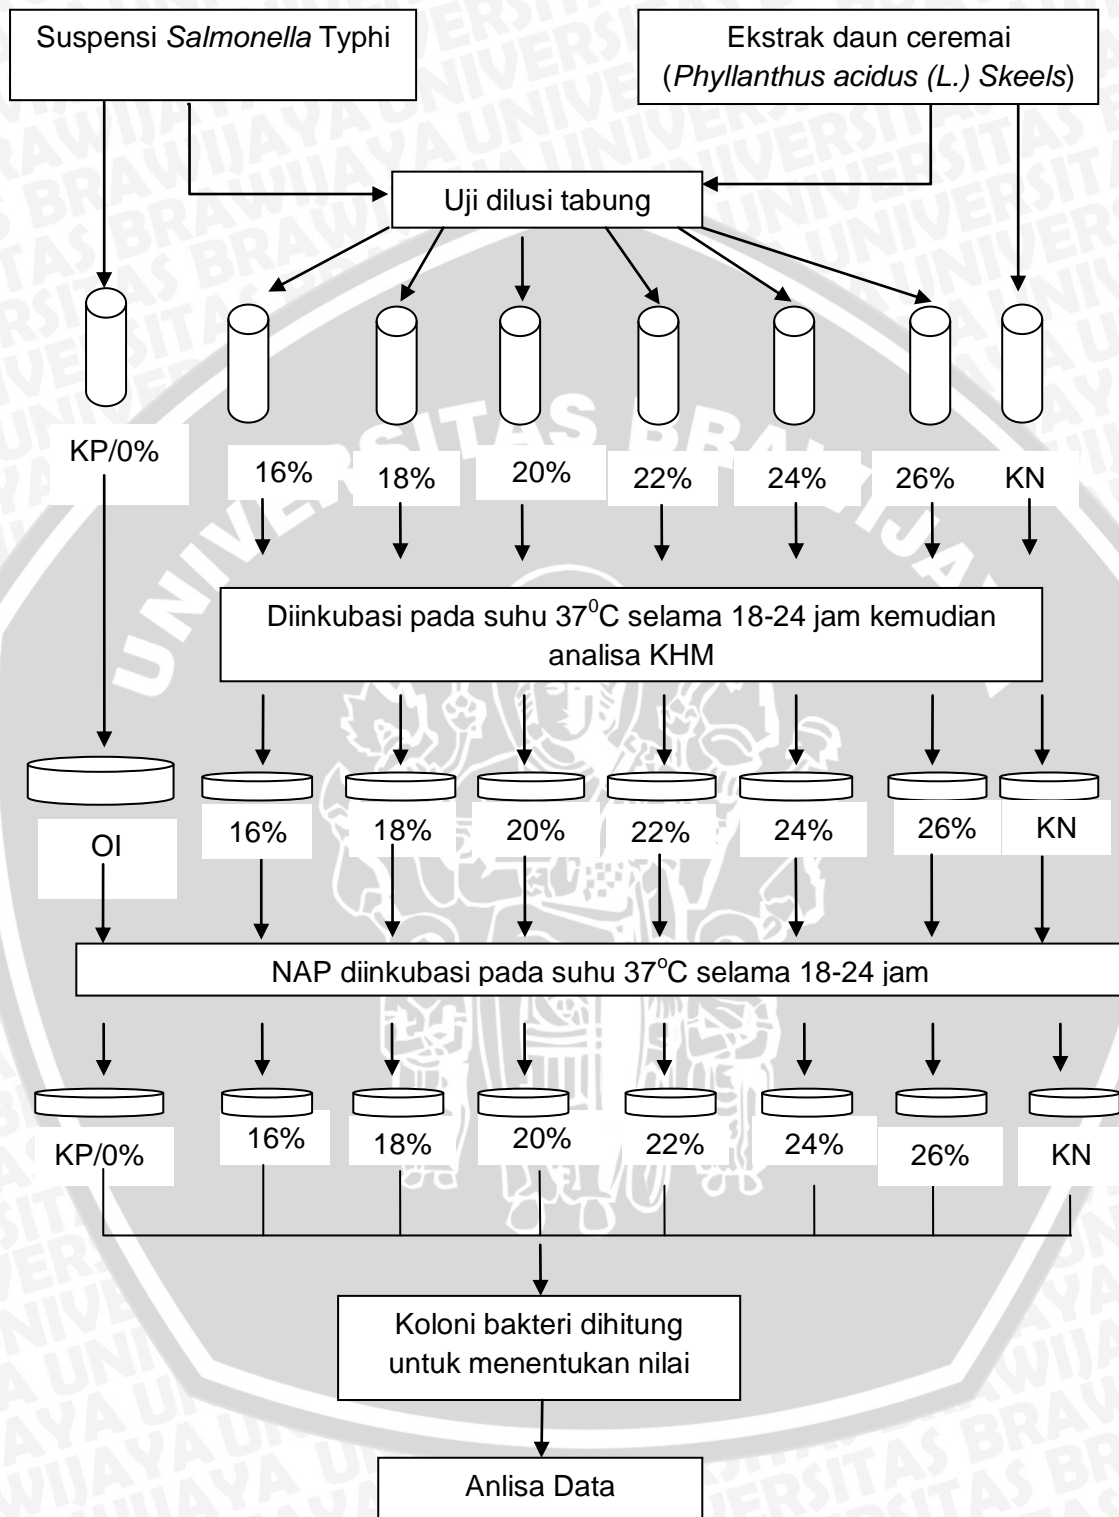 Suspensi Salmonella Typhi
Ekstrak daun ceremai
(Phyllanthus acidus (L.) Skeels)
Uji dilusi tabung
KP/0%
16%
18%
20%
22%
24%
26%
KN
Diinkubasi pada suhu 37⁰C selama 18-24 jam kemudian
analisa KHM
OI
16%
18%
20%
22%
24%
26%
KN
NAP diinkubasi pada suhu 37°C selama 18-24 jam
KP/0%
16%
18%
20%
22%
24%
26%
KN
Koloni bakteri dihitung
untuk menentukan nilai
Anlisa Data
UNIVERSITAS BRAWIJAYA